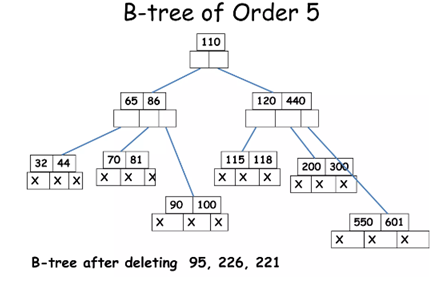 B-tree of Order 5
110
65 86
120 440
32 44
70 81
115 118
200 300
X X X
X X X
X X X
X X X
90 100
X X X
550 601
X X X
B-tree after deleting 95, 226, 221